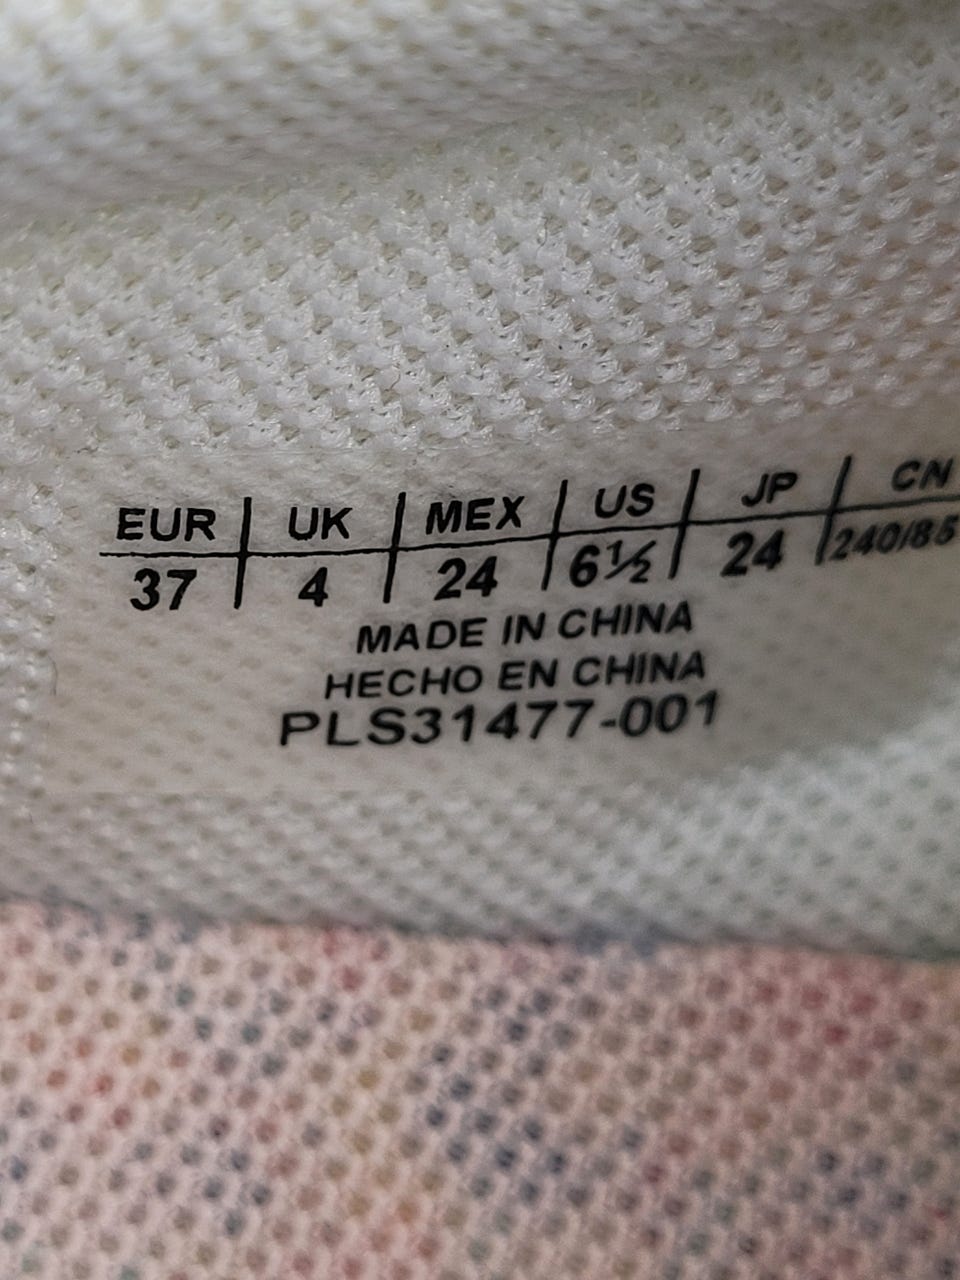 EUR | UK | MEX | US | JP | CN
37 | 4 | 24 | 6½ | 24 | 240/85
MADE IN CHINA
HECHO EN CHINA
PLS31477-001